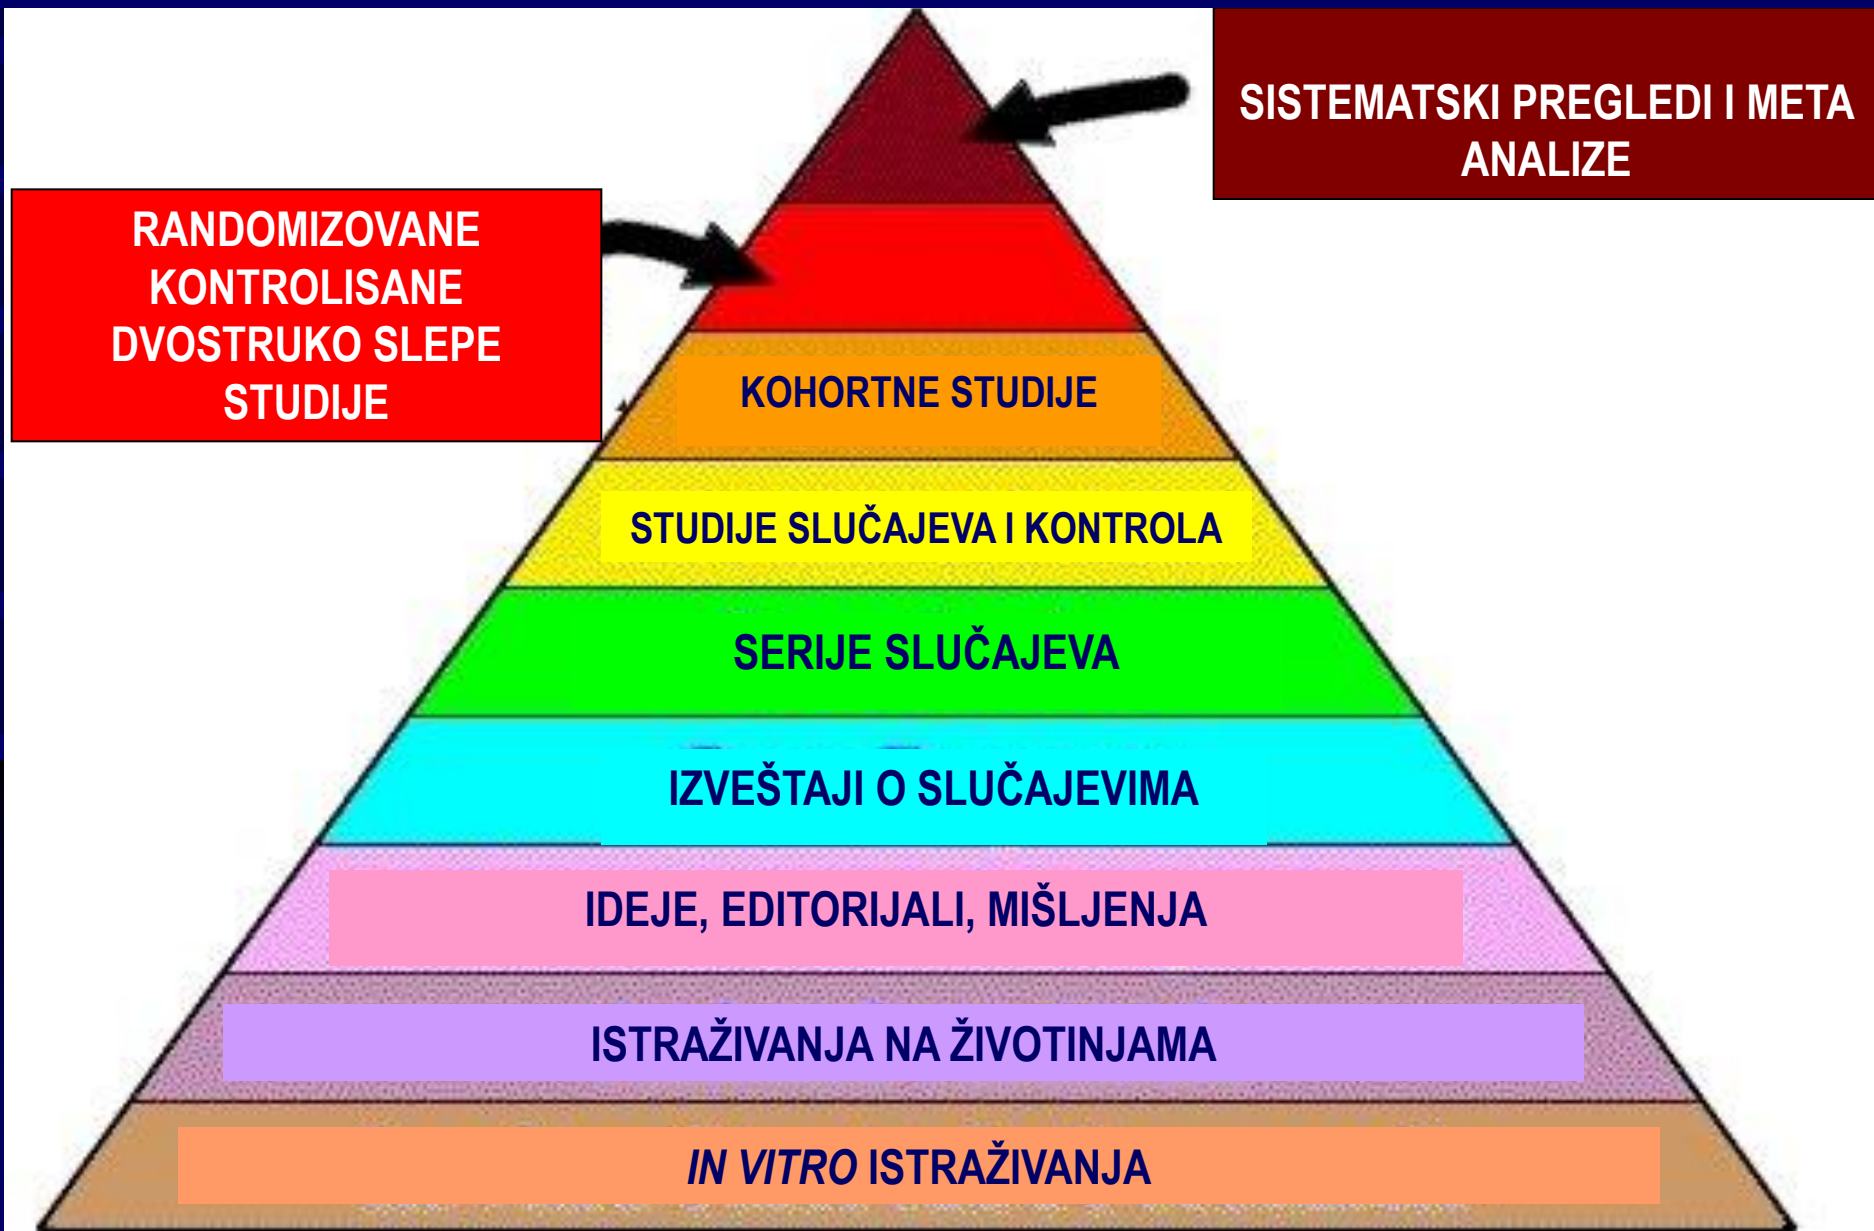 SISTEMATSKI PREGLEDI I META
ANALIZE
RANDOMIZOVANE
KONTROLISANE
DVOSTRUKO SLEPE
STUDIJE
KOHORTNE STUDIJE
STUDIJE SLUČAJEVA I KONTROLA
SERIJE SLUČAJEVA
IZVEŠTAJI O SLUČAJEVIMA
IDEJE, EDITORIJALI, MIŠLJENJA
ISTRAŽIVANJA NA ŽIVOTINJAMA
IN VITRO ISTRAŽIVANJA